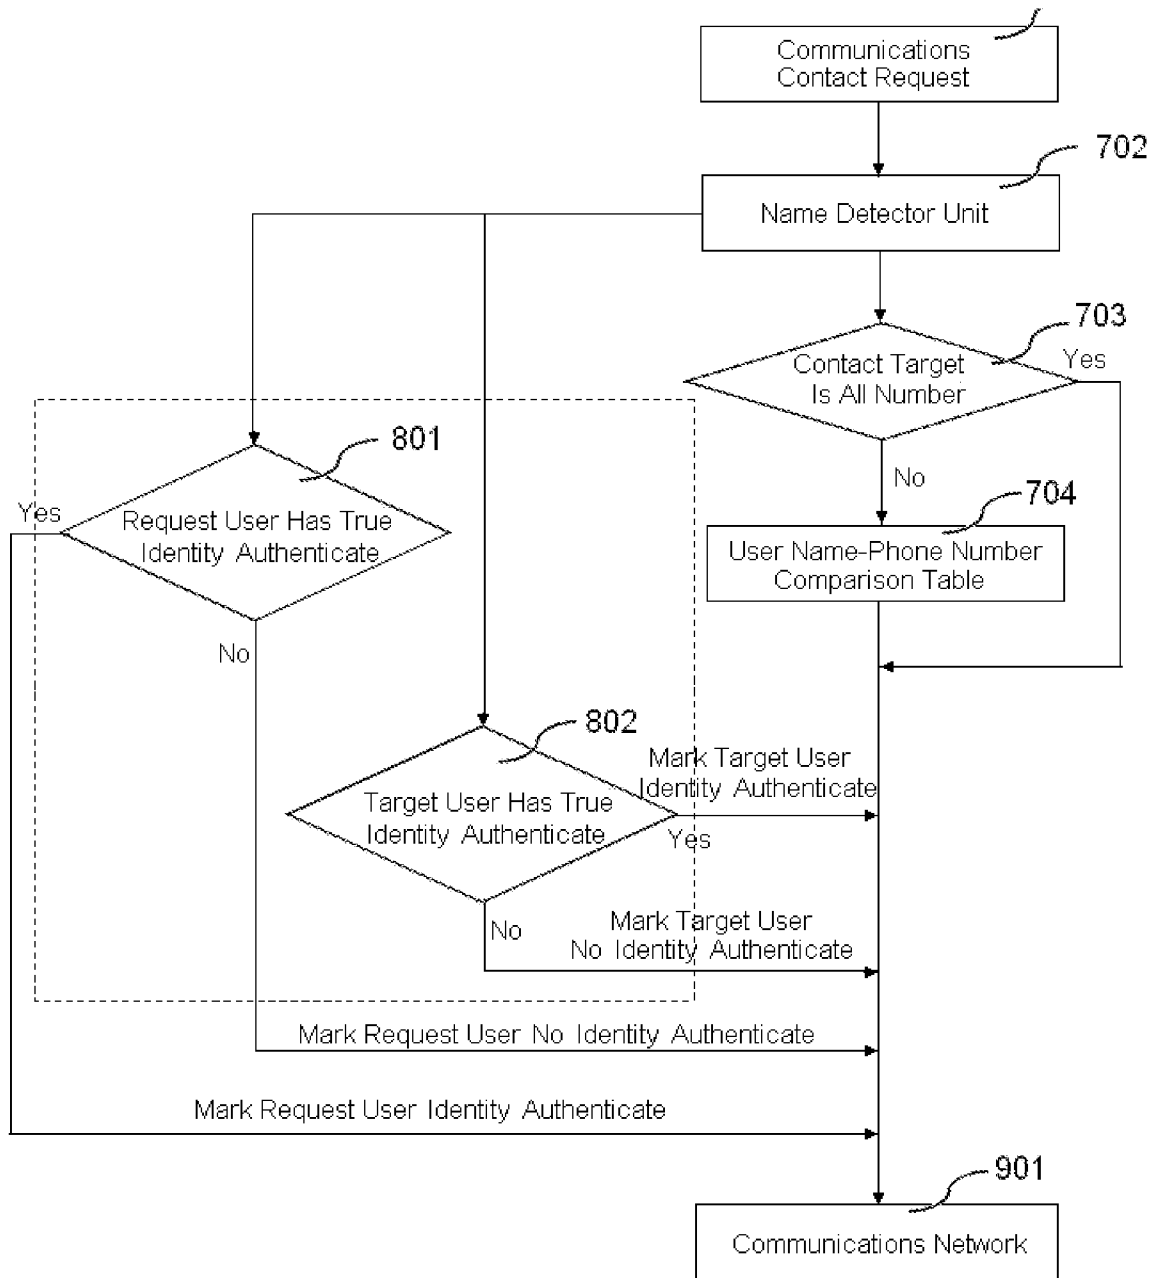 Communications
Contact Request
702
Name Detector Unit
703
Contact Target
Is All Number
Yes
No
801
Yes
Request User Has True
Identity Authenticate
No
704
User Name-Phone Number
Comparison Table
802
Target User Has True
Identity Authenticate
Mark Target User
Identity Authenticate
Yes
No
Mark Target User
No Identity Authenticate
Mark Request User No Identity Authenticate
Mark Request User Identity Authenticate
901
Communications Network